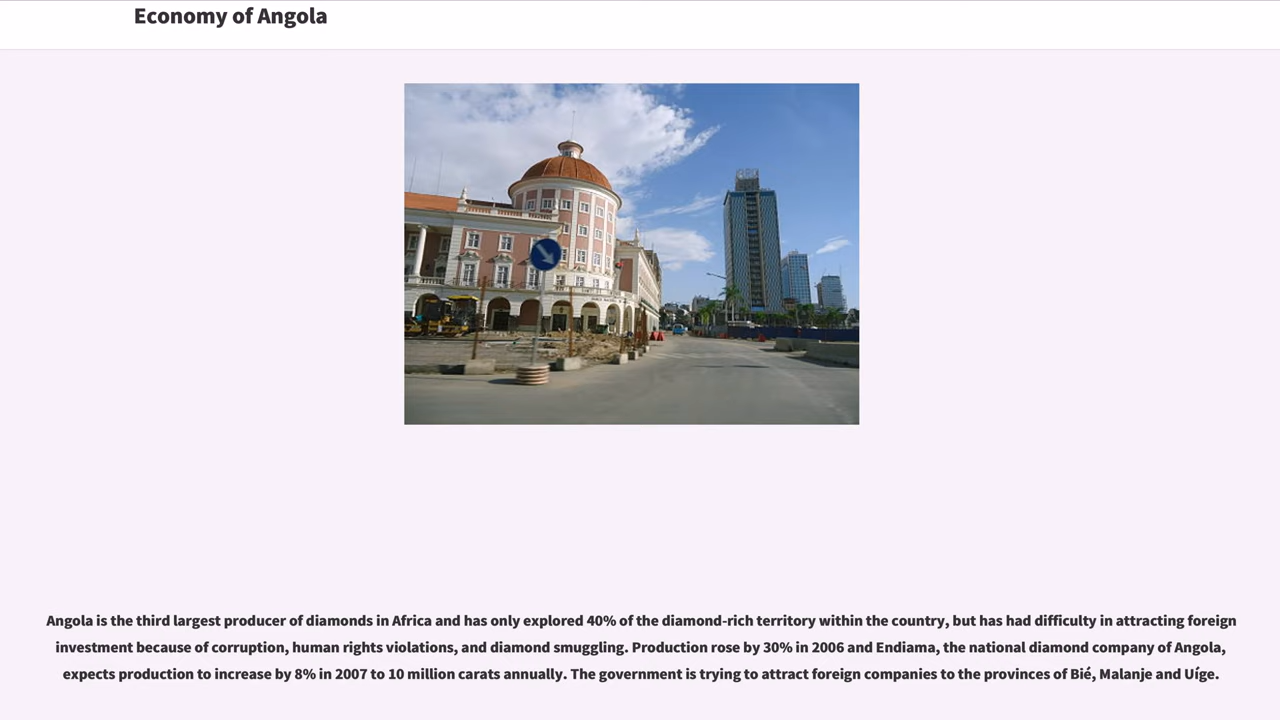 Economy of Angola
Angola is the third largest producer of diamonds in Africa and has only explored 40% of the diamond-rich territory within the country, but has had difficulty in attracting foreign
investment because of corruption, human rights violations, and diamond smuggling. Production rose by 30% in 2006 and Endiama, the national diamond company of Angola,
expects production to increase by 8% in 2007 to 10 million carats annually. The government is trying to attract foreign companies to the provinces of Bié, Malanje and Uíge.